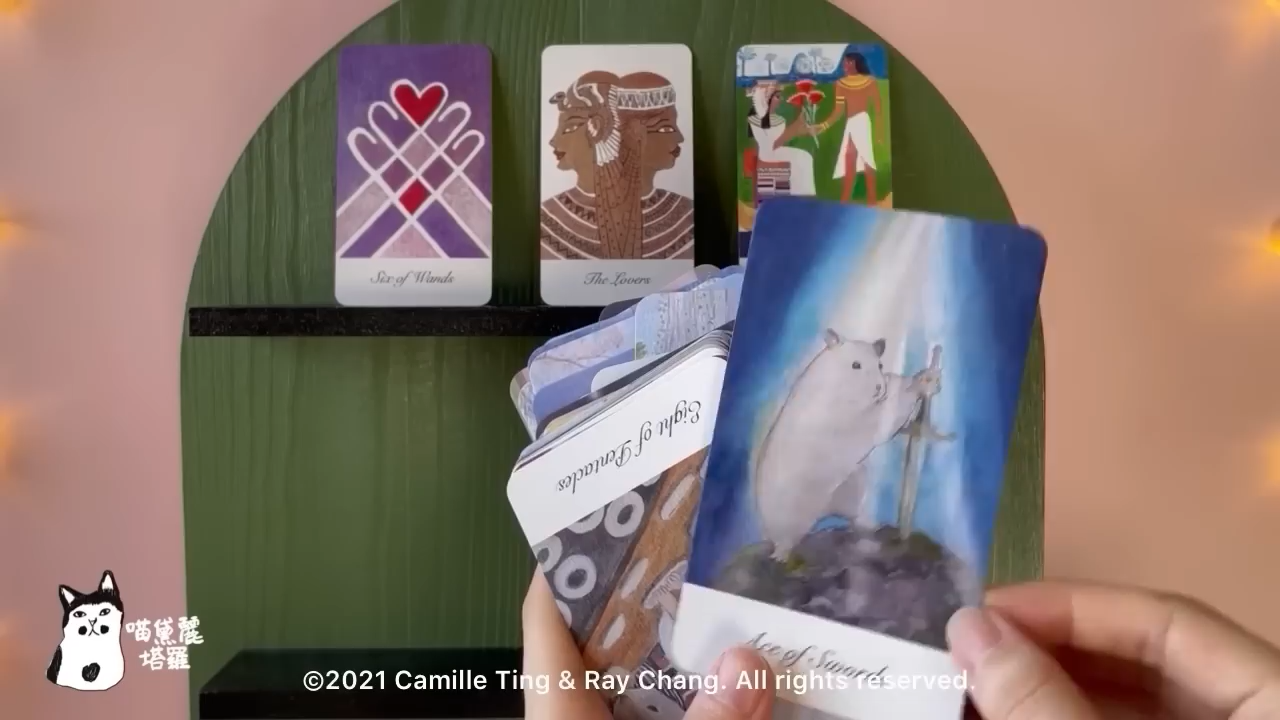 Six of Wands
The Lovers
Eight of Pentacles
Ace of Swords
喵黛麗
塔羅
©2021 Camille Ting & Ray Chang. All rights reserved.